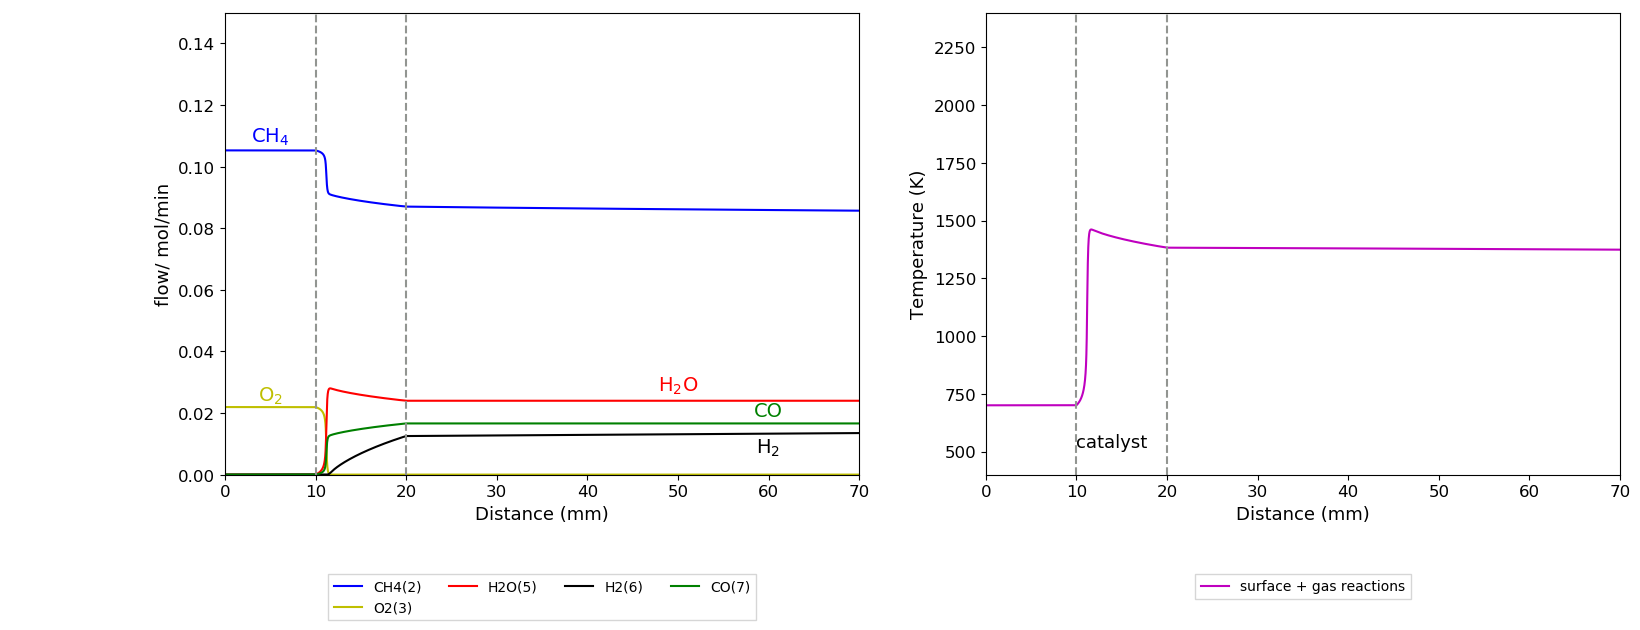 0.14
0.12
0.10
0.08
0.06
0.04
0.02
0.00
flow/ mol/min
CH₄
O₂
H₂O
CO
H₂
0 10 20 30 40 50 60 70
Distance (mm)
CH4(2) H2O(5) H2(6) CO(7)
O2(3)
2250
2000
1750
1500
1250
1000
750
500
Temperature (K)
catalyst
0 10 20 30 40 50 60 70
Distance (mm)
surface + gas reactions